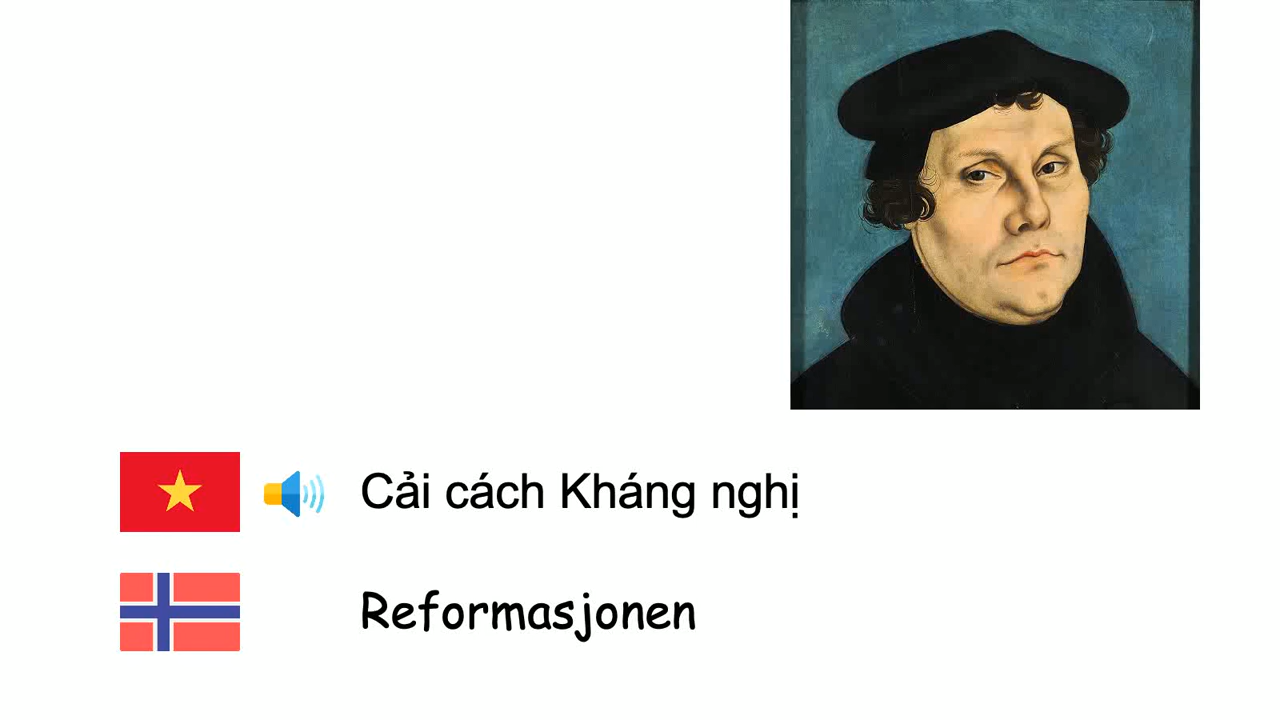 Cải cách Kháng nghị
Reformasjonen